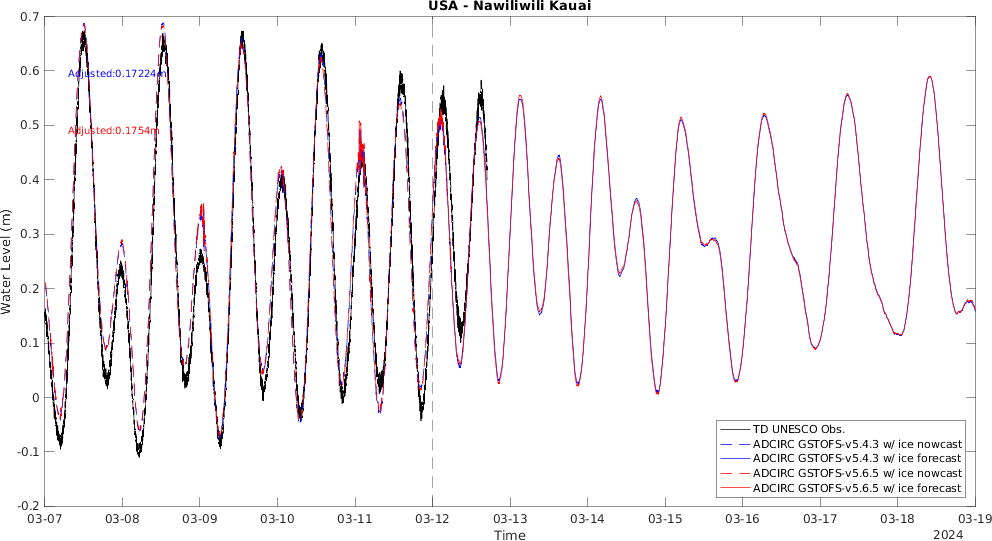 USA - Nawiliwili Kauai
0.7
0.6
0.5
0.4
0.3
0.2
0.1
0
-0.1
-0.2
Water Level (m)
Adjusted:0.17224m
Adjusted:0.1754m
TD UNESCO Obs.
ADCIRC GSTOFS-v5.4.3 w/ ice nowcast
ADCIRC GSTOFS-v5.4.3 w/ ice forecast
ADCIRC GSTOFS-v5.6.5 w/ ice nowcast
ADCIRC GSTOFS-v5.6.5 w/ ice forecast
03-07 03-08 03-09 03-10 03-11 03-12 03-13 03-14 03-15 03-16 03-17 03-18 03-19
Time
2024